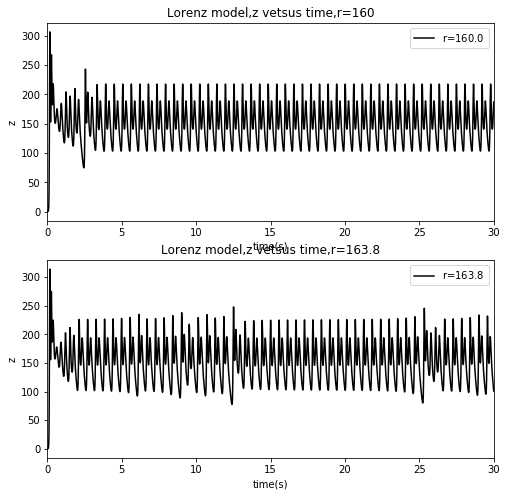 Lorenz model,z vetsus time,r=160
r=160.0
300
250
200
150
100
50
0
z
0 5 10 15 20 25 30
time(s)
Lorenz model,z vetsus time,r=163.8
r=163.8
300
250
200
150
100
50
0
z
0 5 10 15 20 25 30
time(s)